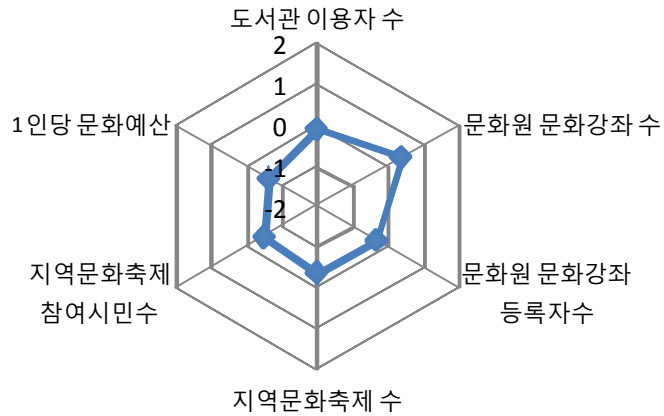 도서관 이용자 수
2
1
0
-1
-2
1인당 문화예산
문화원 문화강좌 수
지역문화축제
참여시민수
문화원 문화강좌
등록자수
지역문화축제 수